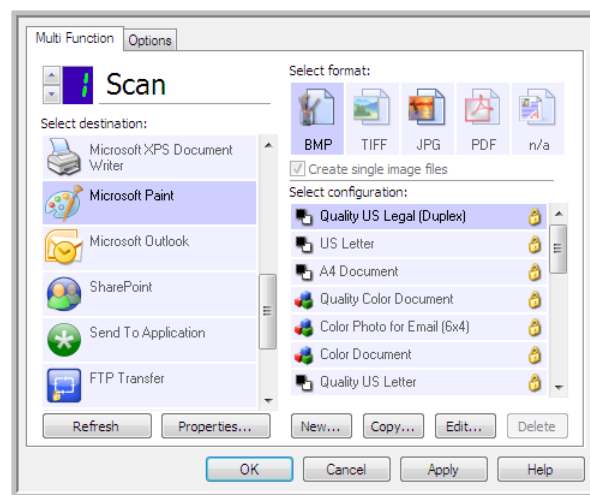 Multi Function
Options
1
Scan
Select destination:
Microsoft XPS Document
Writer
Microsoft Paint
Microsoft Outlook
SharePoint
Send To Application
FTP Transfer
Refresh
Properties...
Select format:
BMP
TIFF
JPG
PDF
n/a
Create single image files
Select configuration:
Quality US Legal (Duplex)
US Letter
A4 Document
Quality Color Document
Color Photo for Email (6x4)
Color Document
Quality US Letter
New...
Copy...
Edit...
Delete
OK
Cancel
Apply
Help